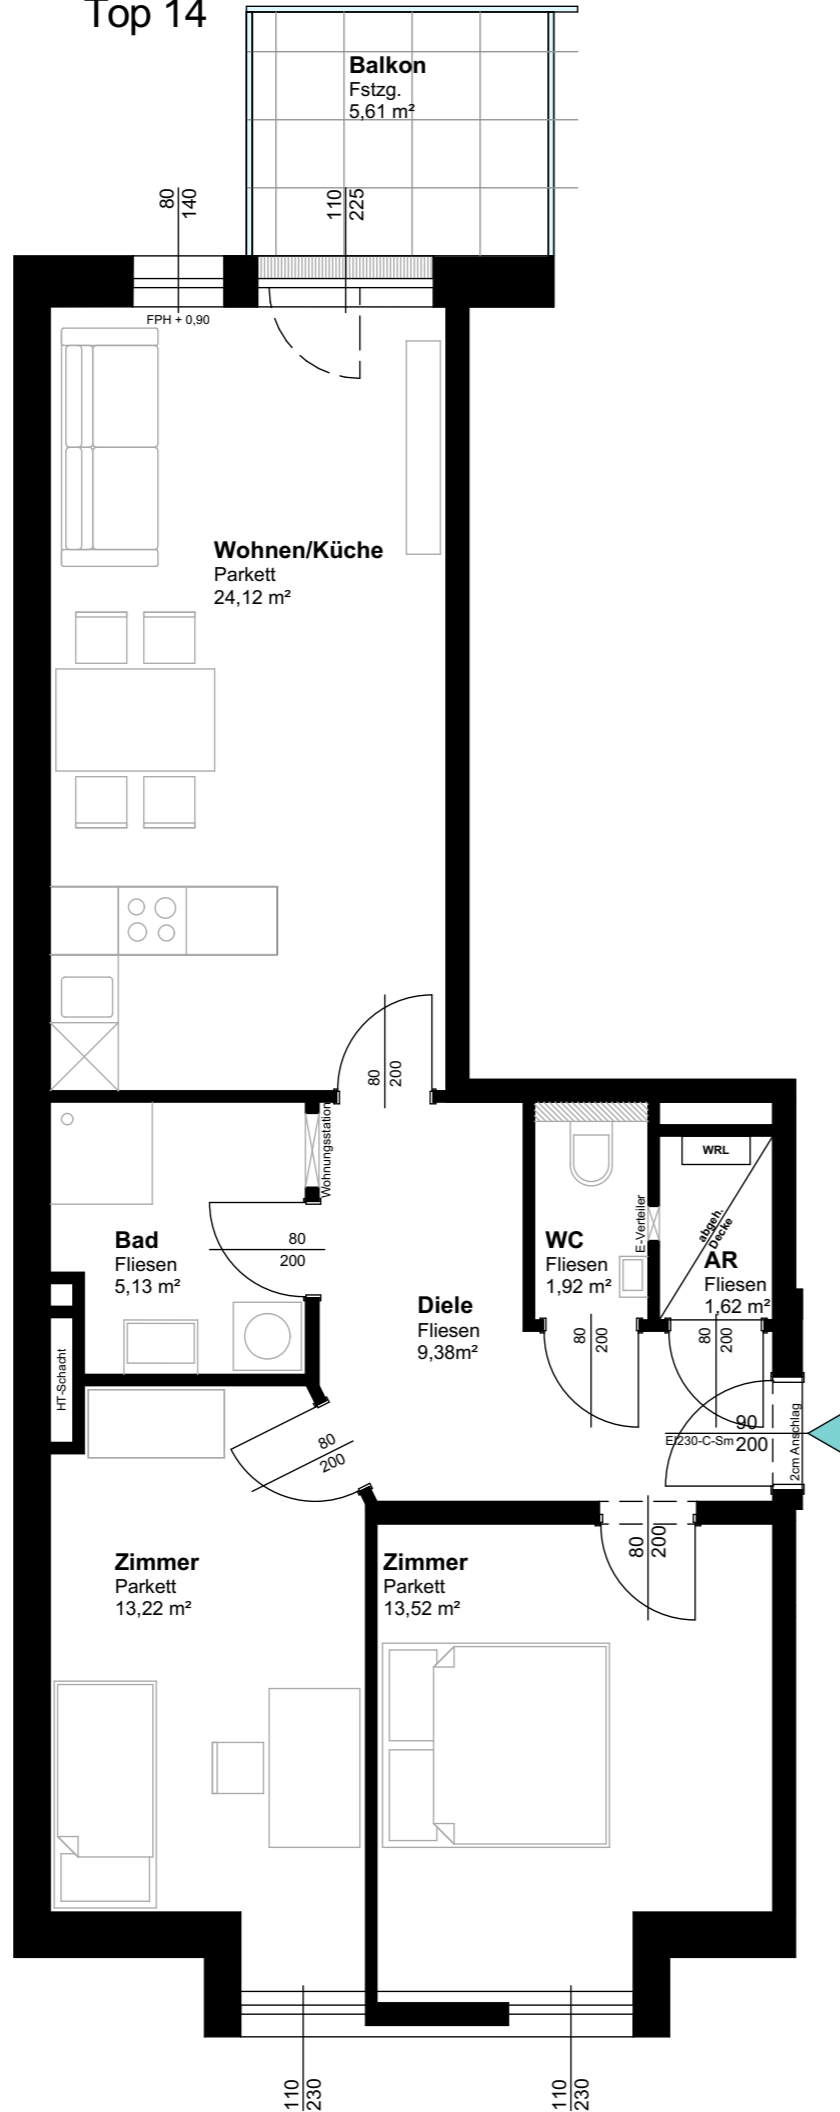 Top 14
Balkon
Fstzg.
5,61 m²
80
140
110
225
FPH + 0,90
Wohnen/Küche
Parkett
24,12 m²
80
200
Wohnungsstation
WRL
abgeh.
Decke
E-Verteiler
Bad
Fliesen
5,13 m²
80
200
WC
Fliesen
1,92 m²
AR
Fliesen
1,62 m²
Diele
Fliesen
9,38m²
80
200
80
200
HT-Schacht
90
200
EI230-C-Sm
2cm Anschlag
80
200
80
200
Zimmer
Parkett
13,22 m²
Zimmer
Parkett
13,52 m²
110
230
110
230